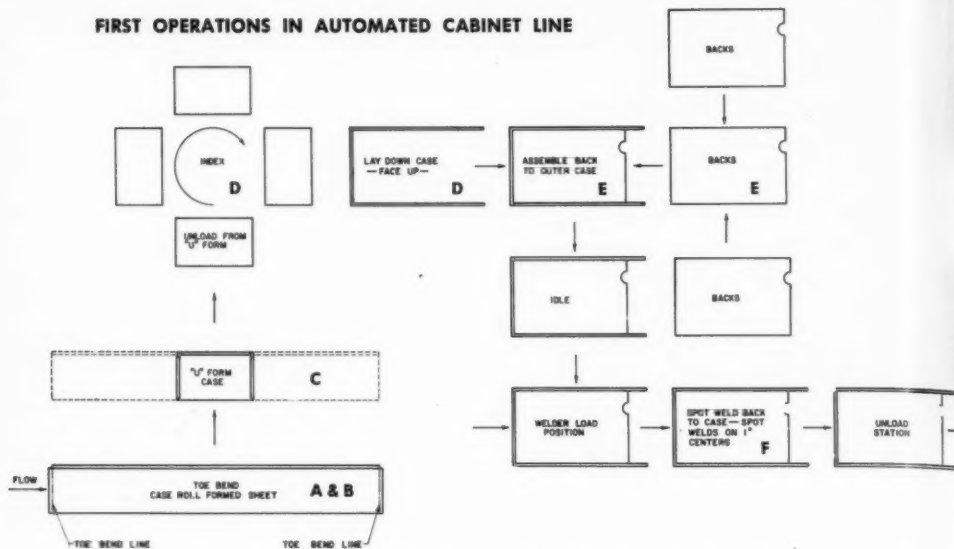 FIRST OPERATIONS IN AUTOMATED CABINET LINE
BACKS
INDEX
D
UNLOAD FROM
"U" FORM
LAY DOWN CASE
—FACE UP—
D
ASSEMBLE BACK
TO OUTER CASE
E
BACKS
E
IDLE
BACKS
"U" FORM
CASE
C
WELDER LOAD
POSITION
SPOT WELD BACK
TO CASE—SPOT
WELDS ON 1"
CENTERS
F
UNLOAD
STATION
FLOW
TOE BEND
CASE ROLL FORMED SHEET
A & B
TOE BEND LINE
TOE BEND LINE